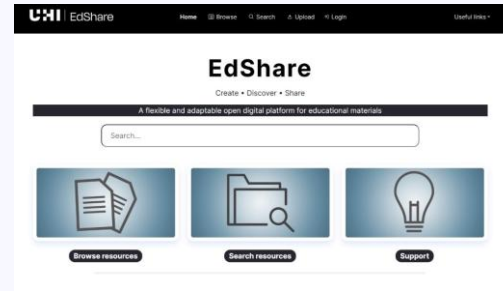 UHI | EdShare
Home Browse Search Upload Login
Useful links
EdShare
Create • Discover • Share
A flexible and adaptable open digital platform for educational materials
Search...
Browse resources Search resources Support